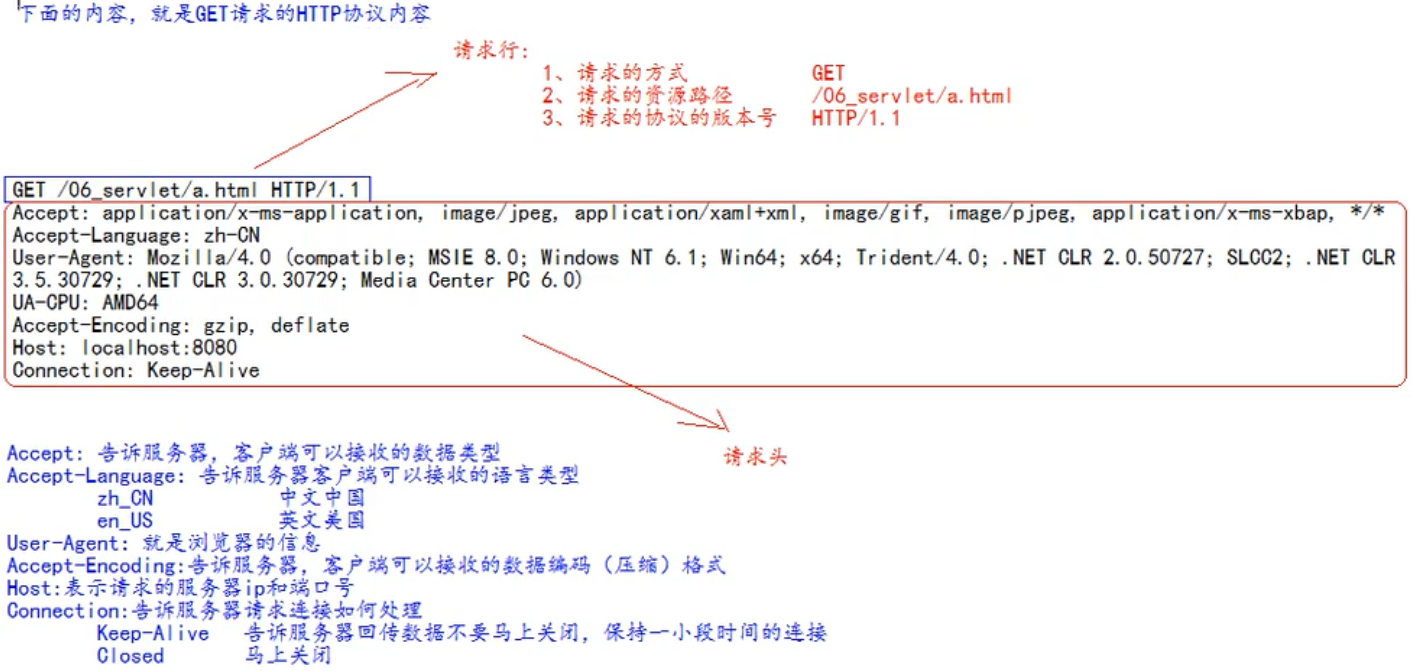 下面的内容，就是GET请求的HTTP协议内容
请求行：
1、请求的方式 GET
2、请求的资源路径 /06_servlet/a.html
3、请求的协议的版本号 HTTP/1.1
GET /06_servlet/a.html HTTP/1.1
Accept: application/x-ms-application, image/jpeg, application/xaml+xml, image/gif, image/pjpeg, application/x-ms-xbap, */*
Accept-Language: zh-CN
User-Agent: Mozilla/4.0 (compatible; MSIE 8.0; Windows NT 6.1; Win64; x64; Trident/4.0; .NET CLR 2.0.50727; SLCC2; .NET CLR
3.5.30729; .NET CLR 3.0.30729; Media Center PC 6.0)
UA-CPU: AMD64
Accept-Encoding: gzip, deflate
Host: localhost:8080
Connection: Keep-Alive
Accept: 告诉服务器，客户端可以接收的数据类型
请求头
Accept-Language: 告诉服务器客户端可以接收的语言类型
zh_CN 中文中国
en_US 英文美国
User-Agent: 就是浏览器的信息
Accept-Encoding:告诉服务器，客户端可以接收的数据编码（压缩）格式
Host:表示请求的服务器ip和端口号
Connection:告诉服务器请求连接如何处理
Keep-Alive 告诉服务器回传数据不要马上关闭，保持一小段时间的连接
Closed 马上关闭